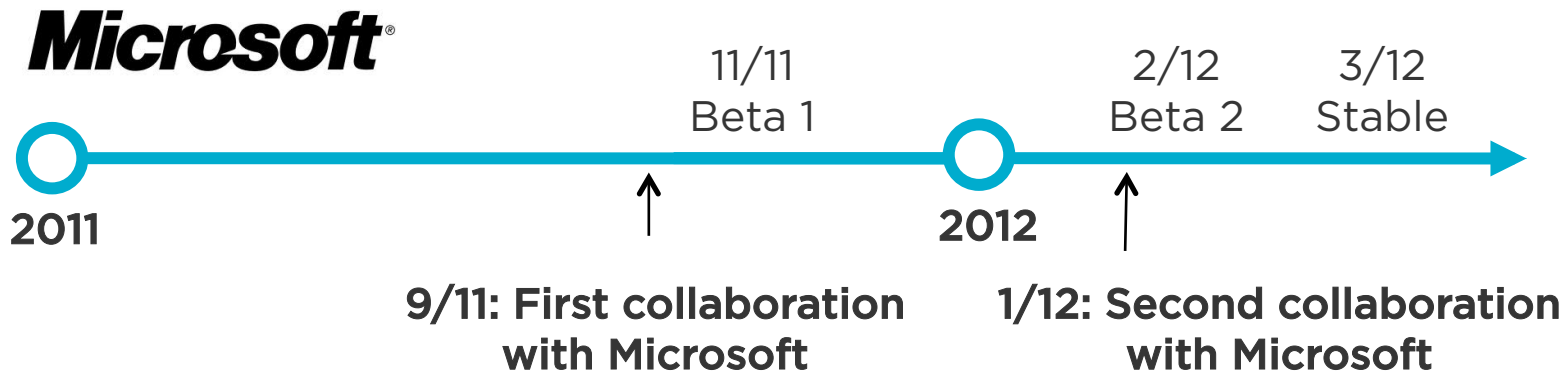 Microsoft®
11/11
Beta 1
2/12
Beta 2
3/12
Stable
2011
2012
9/11: First collaboration
with Microsoft
1/12: Second collaboration
with Microsoft